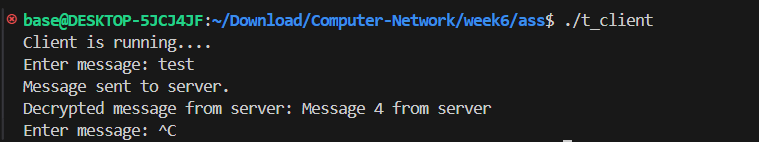 base@DESKTOP-5JCJ4JF:~/Download/Computer-Network/week6/ass$ ./t_client
Client is running....
Enter message: test
Message sent to server.
Decrypted message from server: Message 4 from server
Enter message: ^C